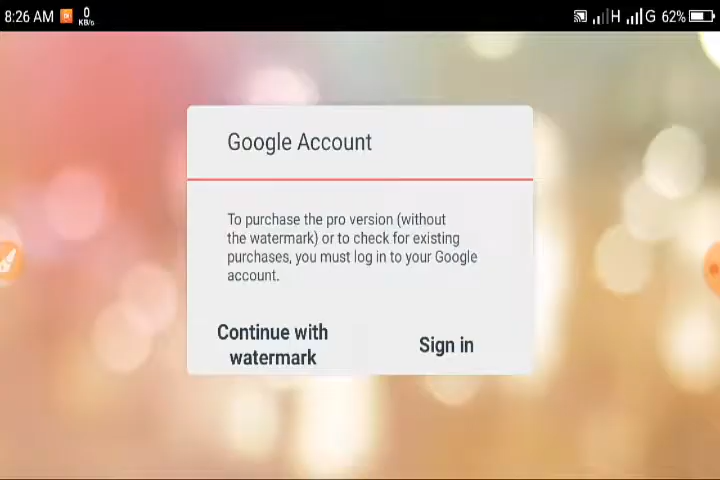 8:26 AM 0 KB/s H G 62%
Google Account
To purchase the pro version (without
the watermark) or to check for existing
purchases, you must log in to your Google
account.
Continue with
watermark
Sign in